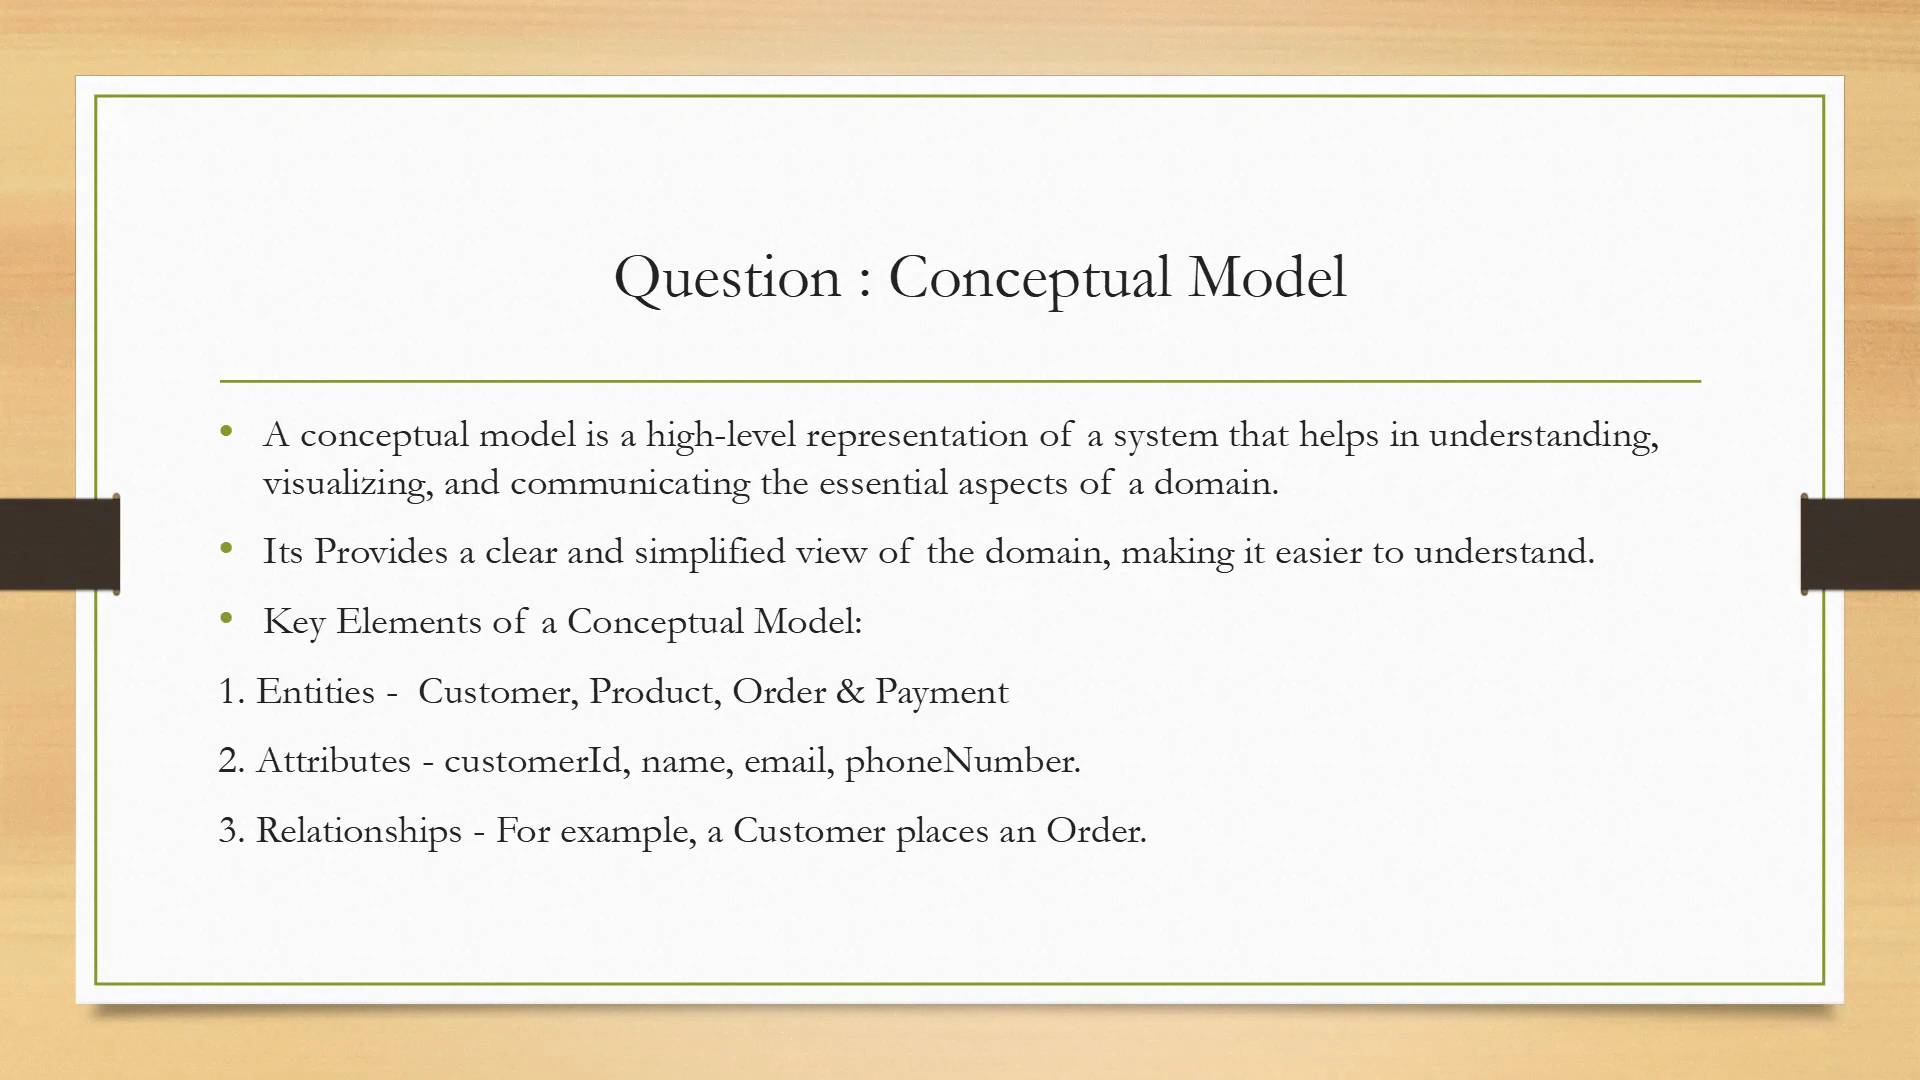 Question : Conceptual Model
• A conceptual model is a high-level representation of a system that helps in understanding,
visualizing, and communicating the essential aspects of a domain.
• Its Provides a clear and simplified view of the domain, making it easier to understand.
• Key Elements of a Conceptual Model:
1. Entities - Customer, Product, Order & Payment
2. Attributes - customerId, name, email, phoneNumber.
3. Relationships - For example, a Customer places an Order.